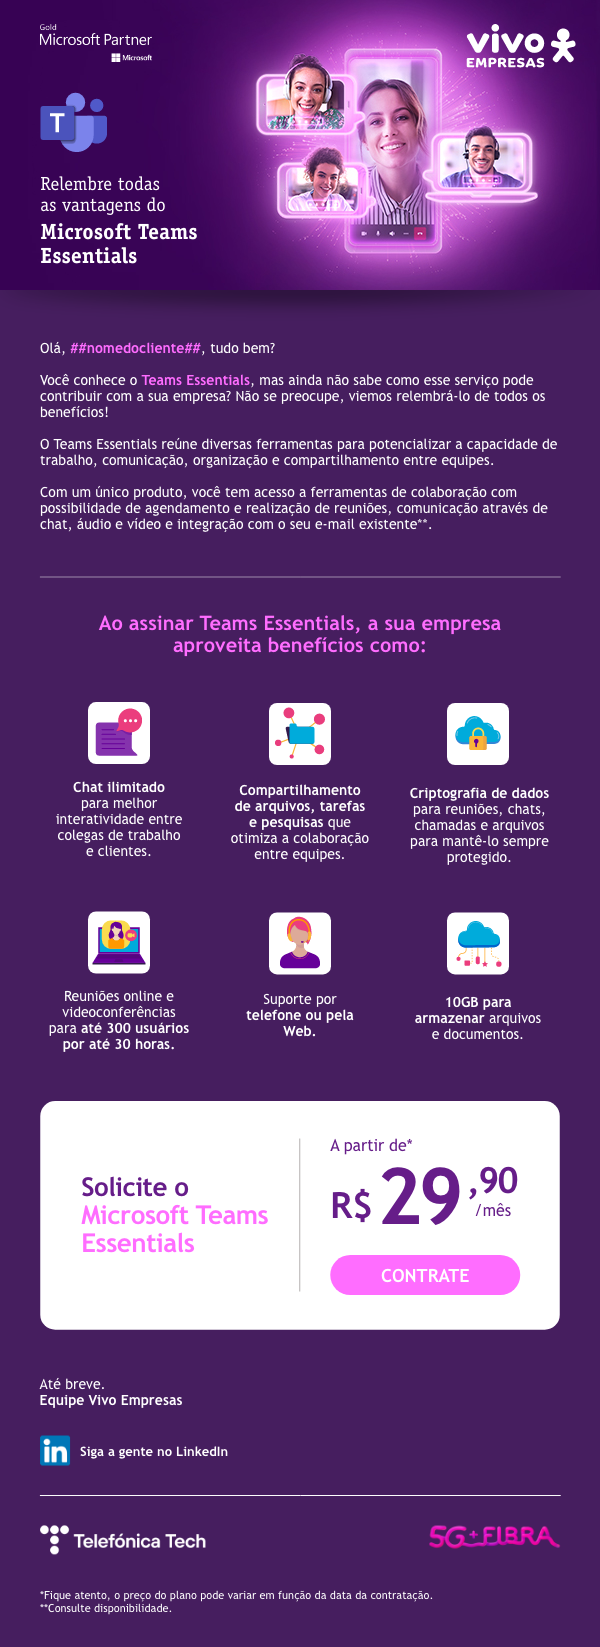 Gold
Microsoft Partner
Microsoft
vivo
EMPRESAS
T
Relembre todas
as vantagens do
Microsoft Teams
Essentials
Olá, ##nomedocliente##, tudo bem?
Você conhece o Teams Essentials, mas ainda não sabe como esse serviço pode
contribuir com a sua empresa? Não se preocupe, viemos relembrá-lo de todos os
benefícios!
O Teams Essentials reúne diversas ferramentas para potencializar a capacidade de
trabalho, comunicação, organização e compartilhamento entre equipes.
Com um único produto, você tem acesso a ferramentas de colaboração com
possibilidade de agendamento e realização de reuniões, comunicação através de
chat, áudio e vídeo e integração com o seu e-mail existente**.
Ao assinar Teams Essentials, a sua empresa
aproveita benefícios como:
Chat ilimitado
para melhor
interatividade entre
colegas de trabalho
e clientes.
Compartilhamento
de arquivos, tarefas
e pesquisas que
otimiza a colaboração
entre equipes.
Criptografia de dados
para reuniões, chats,
chamadas e arquivos
para mantê-lo sempre
protegido.
Reuniões online e
videoconferências
para até 300 usuários
por até 30 horas.
Suporte por
telefone ou pela
Web.
10GB para
armazenar arquivos
e documentos.
Solicite o
Microsoft Teams
Essentials
A partir de*
R$ 29,90
/mês
CONTRATE
Até breve.
Equipe Vivo Empresas
in
Siga a gente no LinkedIn
Telefónica Tech
5G+FIBRA
*Fique atento, o preço do plano pode variar em função da data da contratação.
**Consulte disponibilidade.